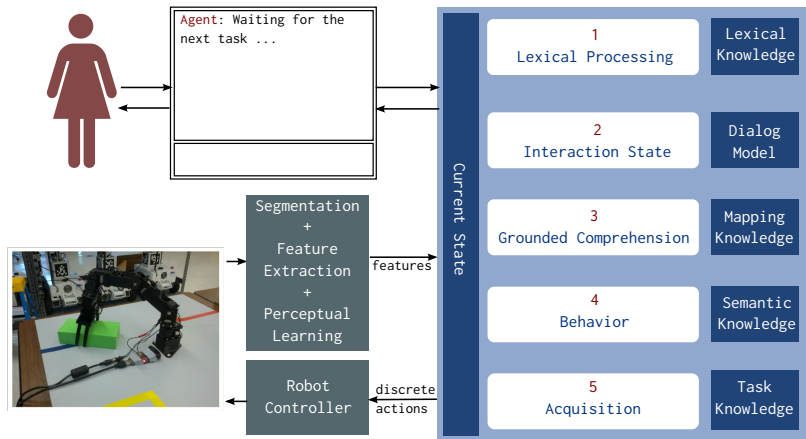 Agent: Waiting for the
next task ...
Segmentation
+
Feature
Extraction
+
Perceptual
Learning
features
Robot
Controller
discrete
actions
Current State
1
Lexical Processing
Lexical
Knowledge
2
Interaction State
Dialog
Model
3
Grounded Comprehension
Mapping
Knowledge
4
Behavior
Semantic
Knowledge
5
Acquisition
Task
Knowledge